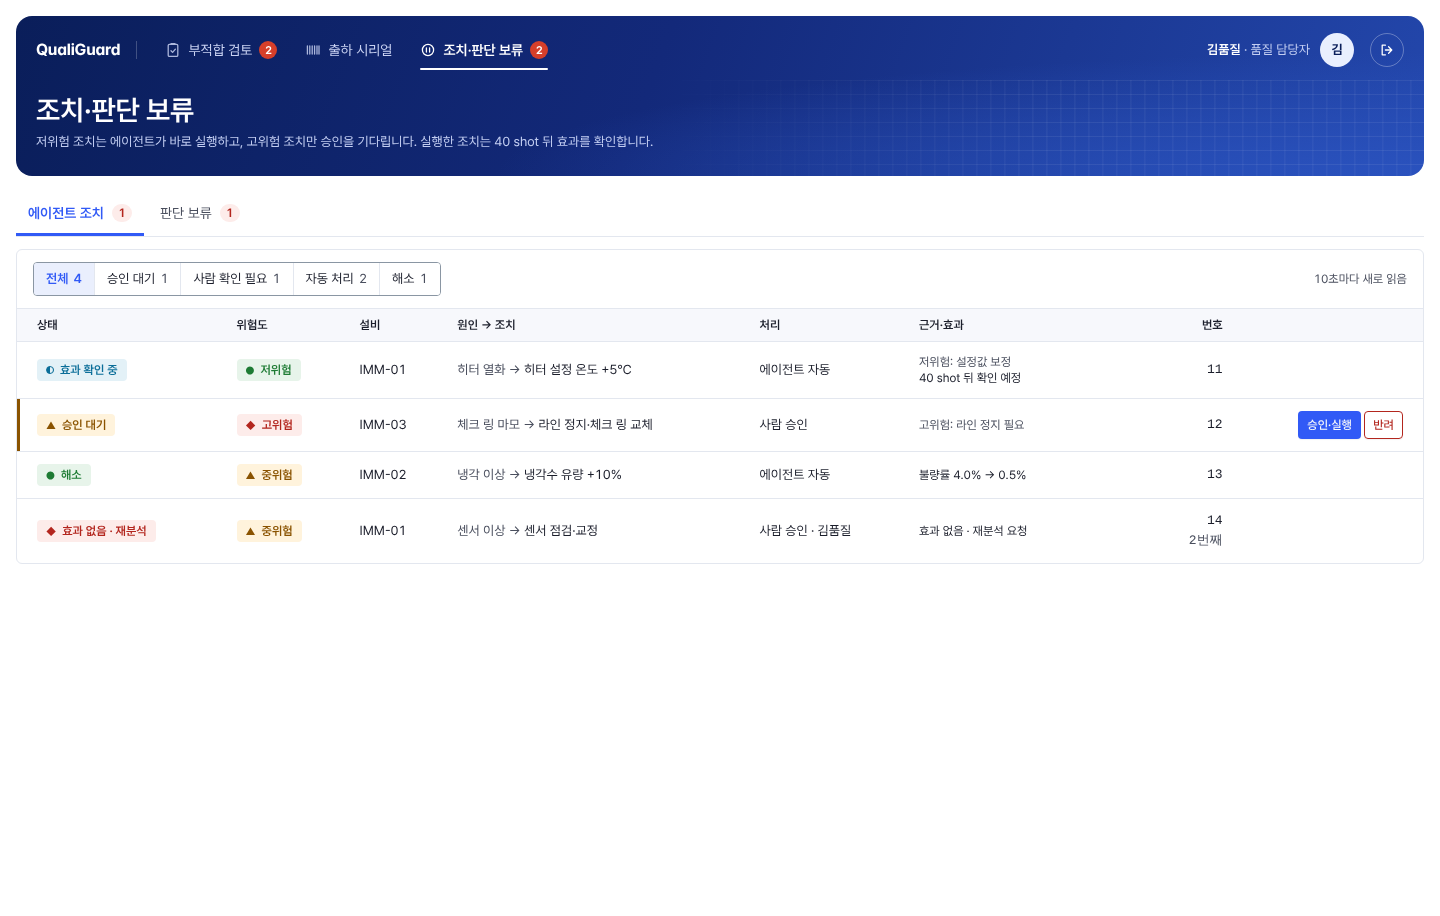 QualiGuard 부적합 검토 2 출하 시리얼 조치·판단 보류 2 김품질 · 품질 담당자 김
조치·판단 보류
저위험 조치는 에이전트가 바로 실행하고, 고위험 조치만 승인을 기다립니다. 실행한 조치는 40 shot 뒤 효과를 확인합니다.
에이전트 조치 1 판단 보류 1
전체 4 승인 대기 1 사람 확인 필요 1 자동 처리 2 해소 1 10초마다 새로 읽음
상태 위험도 설비 원인 → 조치 처리 근거·효과 번호
효과 확인 중 저위험 IMM-01 히터 열화 → 히터 설정 온도 +5°C 에이전트 자동 저위험: 설정값 보정 11
40 shot 뒤 확인 예정
승인 대기 고위험 IMM-03 체크 링 마모 → 라인 정지·체크 링 교체 사람 승인 고위험: 라인 정지 필요 12 승인·실행 반려
해소 중위험 IMM-02 냉각 이상 → 냉각수 유량 +10% 에이전트 자동 불량률 4.0% → 0.5% 13
효과 없음 · 재분석 중위험 IMM-01 센서 이상 → 센서 점검·교정 사람 승인 · 김품질 효과 없음 · 재분석 요청 14
2번째